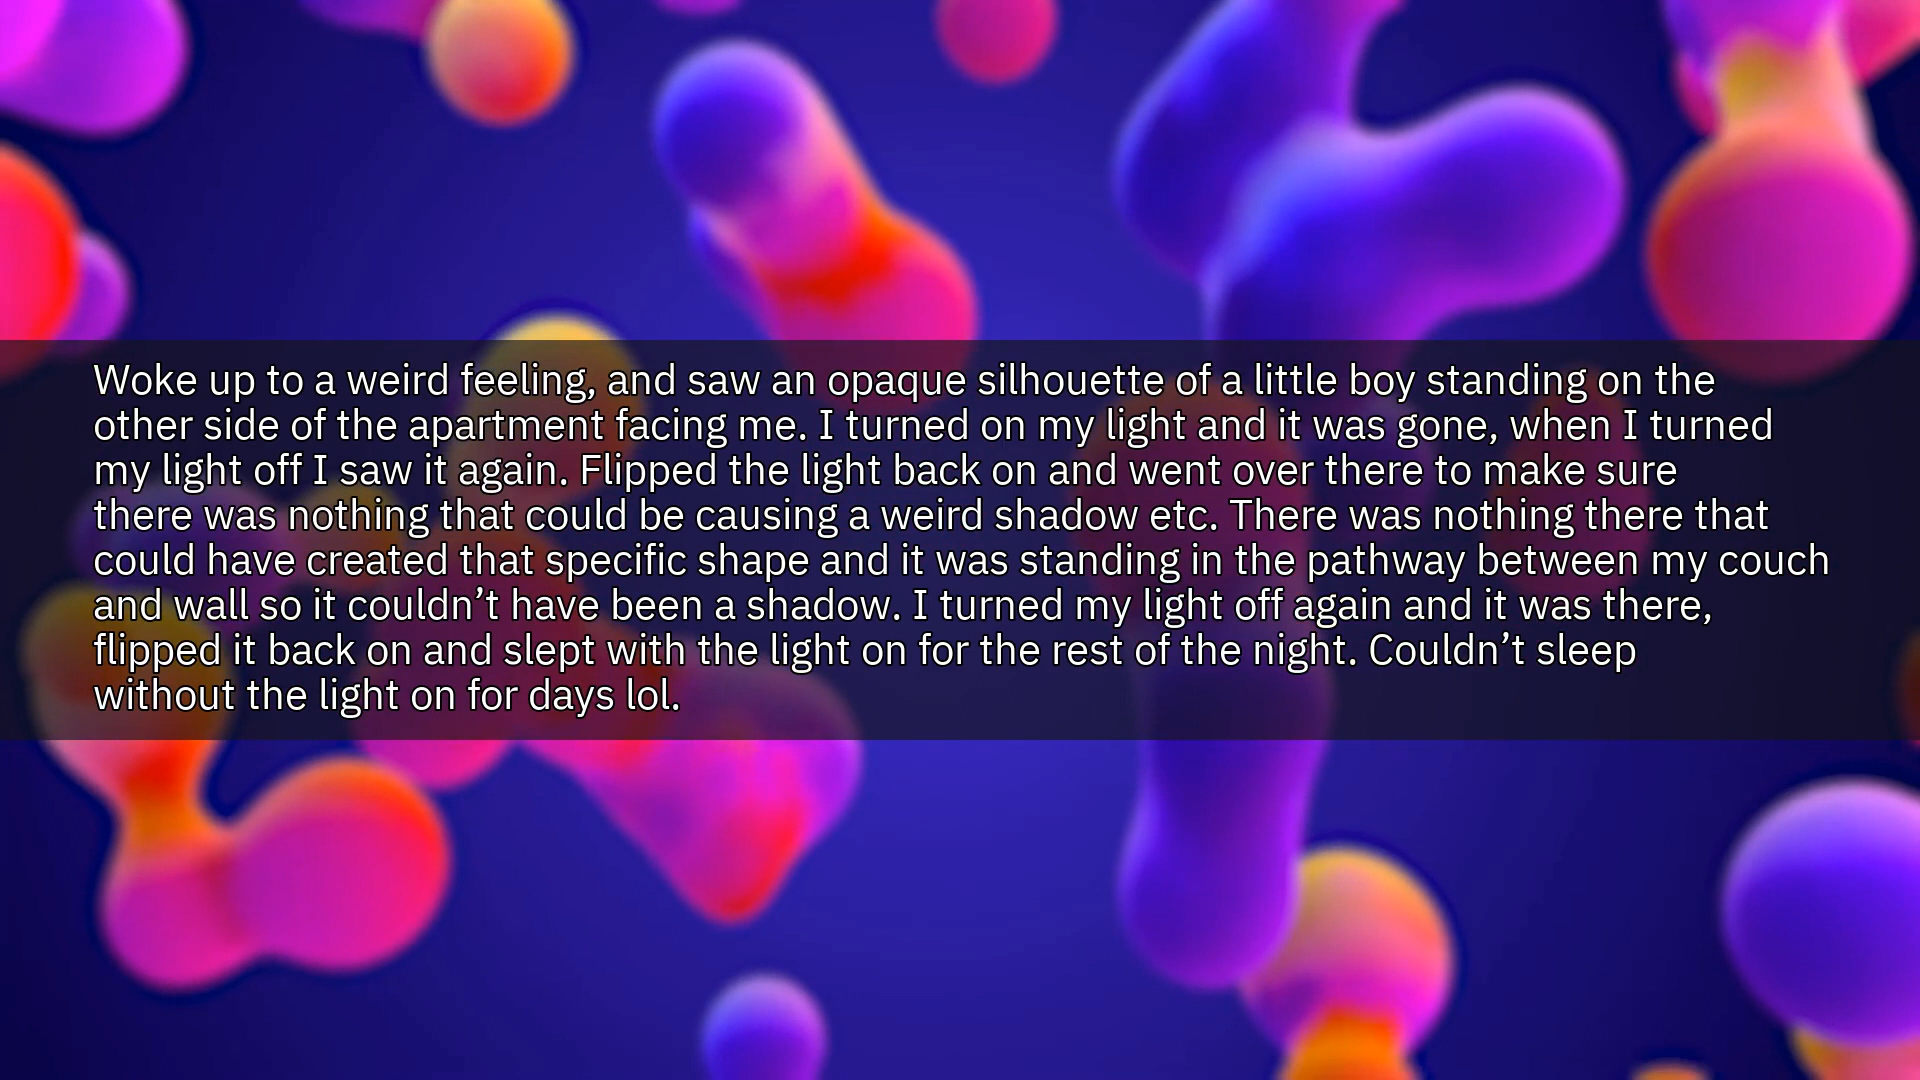 Woke up to a weird feeling, and saw an opaque silhouette of a little boy standing on the
other side of the apartment facing me. I turned on my light and it was gone, when I turned
my light off I saw it again. Flipped the light back on and went over there to make sure
there was nothing that could be causing a weird shadow etc. There was nothing there that
could have created that specific shape and it was standing in the pathway between my couch
and wall so it couldn’t have been a shadow. I turned my light off again and it was there,
flipped it back on and slept with the light on for the rest of the night. Couldn’t sleep
without the light on for days lol.